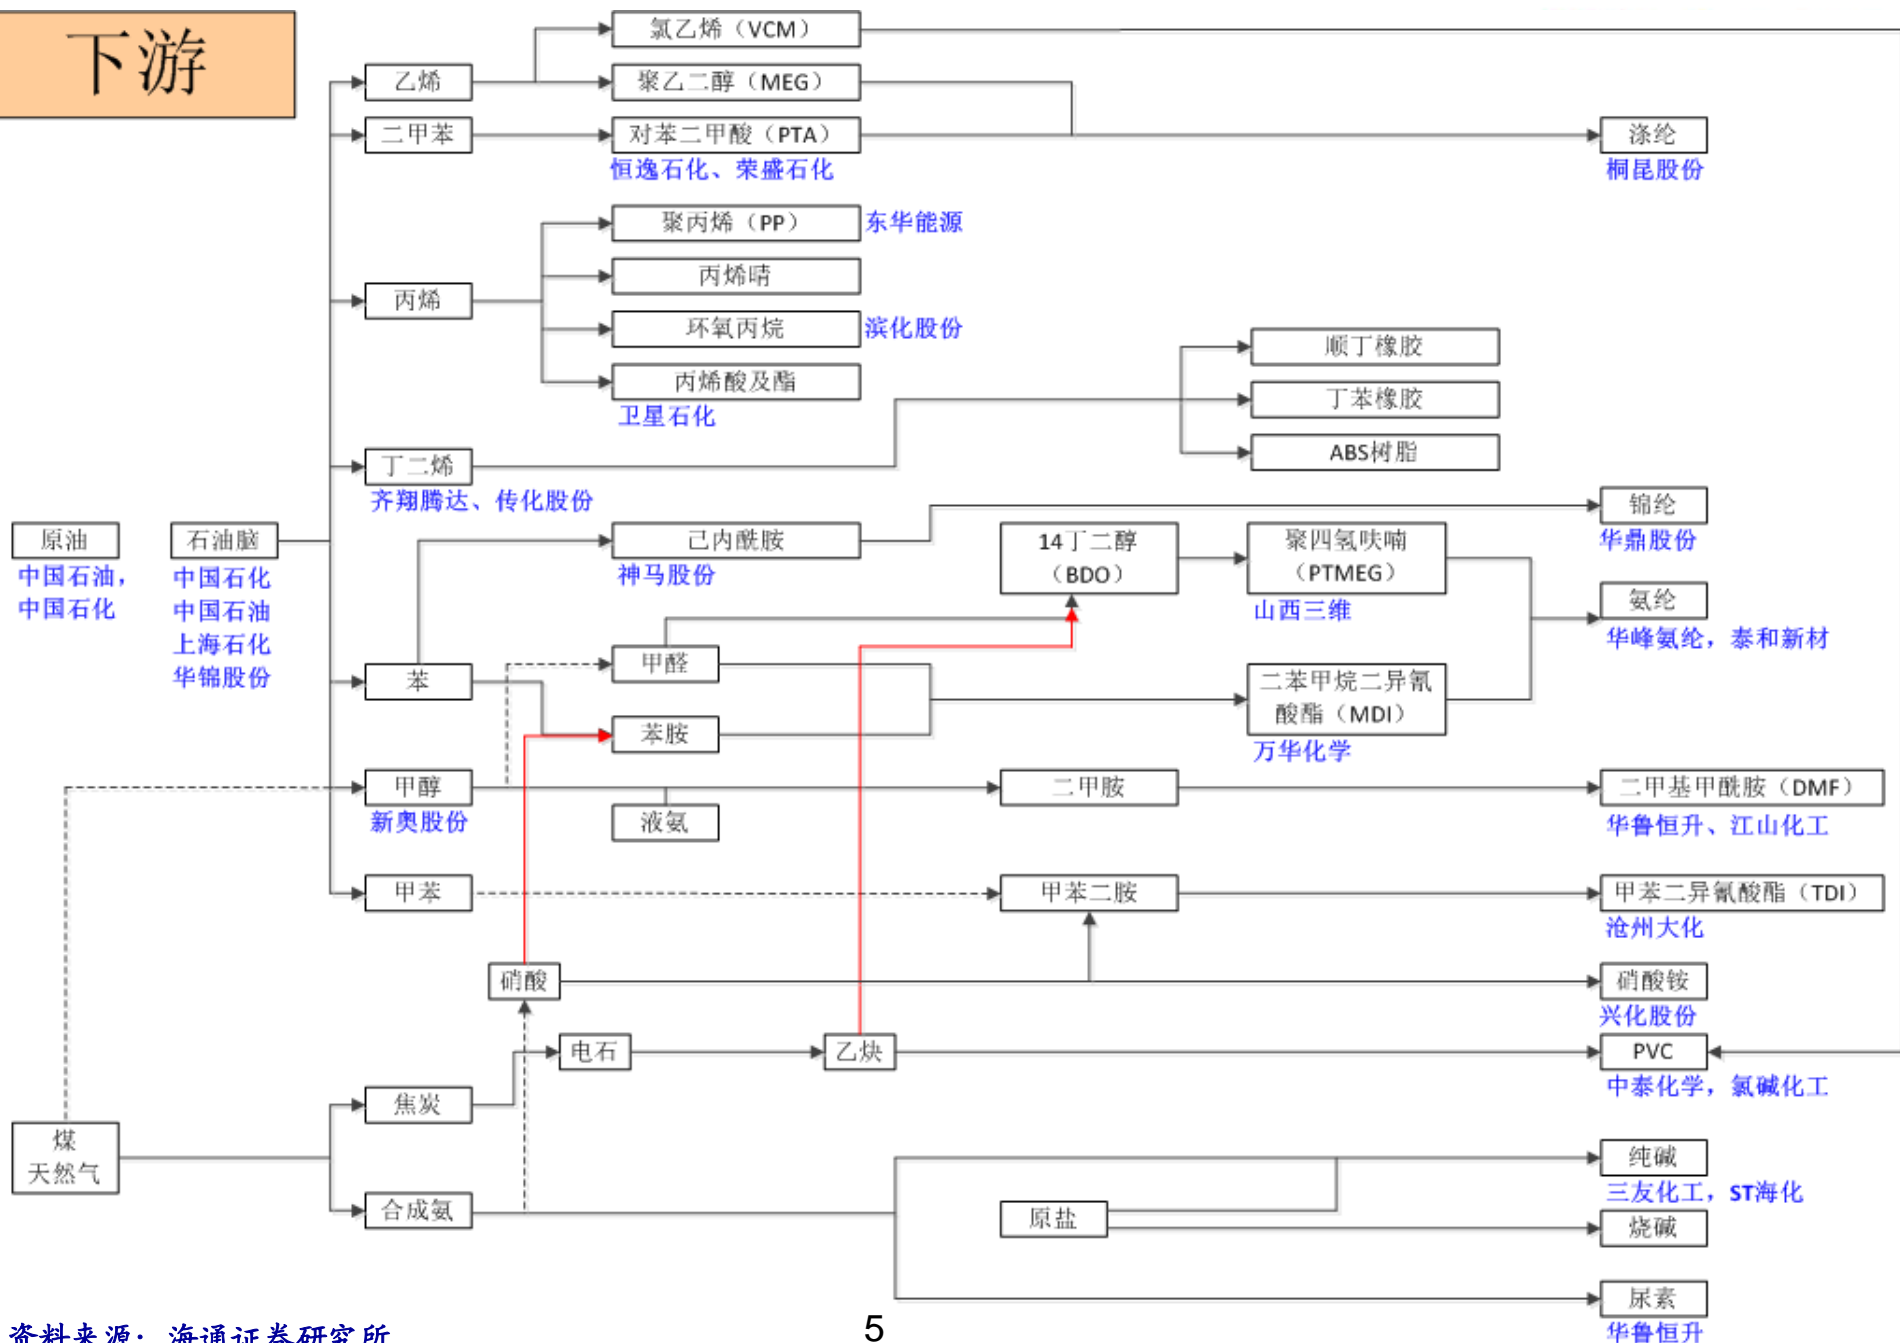 下游
氯乙烯（VCM）
乙烯
聚乙二醇（MEG）
二甲苯
对苯二甲酸（PTA）
涤纶
恒逸石化、荣盛石化
桐昆股份
聚丙烯（PP）
东华能源
丙烯腈
丙烯
环氧丙烷
滨化股份
顺丁橡胶
丙烯酸及酯
丁苯橡胶
卫星石化
ABS树脂
丁二烯
齐翔腾达、传化股份
锦纶
华鼎股份
原油
中国石油，
中国石化
石油脑
中国石化
中国石油
上海石化
华锦股份
己内酰胺
神马股份
14丁二醇
（BDO）
聚四氢呋喃
（PTMEG）
山西三维
氨纶
华峰氨纶，泰和新材
甲醛
苯
二苯甲烷二异氰
酸酯（MDI）
万华化学
苯胺
甲醇
新奥股份
二甲胺
二甲基甲酰胺（DMF）
华鲁恒升、江山化工
液氨
甲苯
甲苯二胺
甲苯二异氰酸酯（TDI）
沧州大化
硝酸
硝酸铵
兴化股份
电石
乙炔
PVC
中泰化学，氯碱化工
焦炭
煤
天然气
纯碱
三友化工，ST海化
合成氨
原盐
烧碱
尿素
华鲁恒升
资料来源：海通证券研究所
5